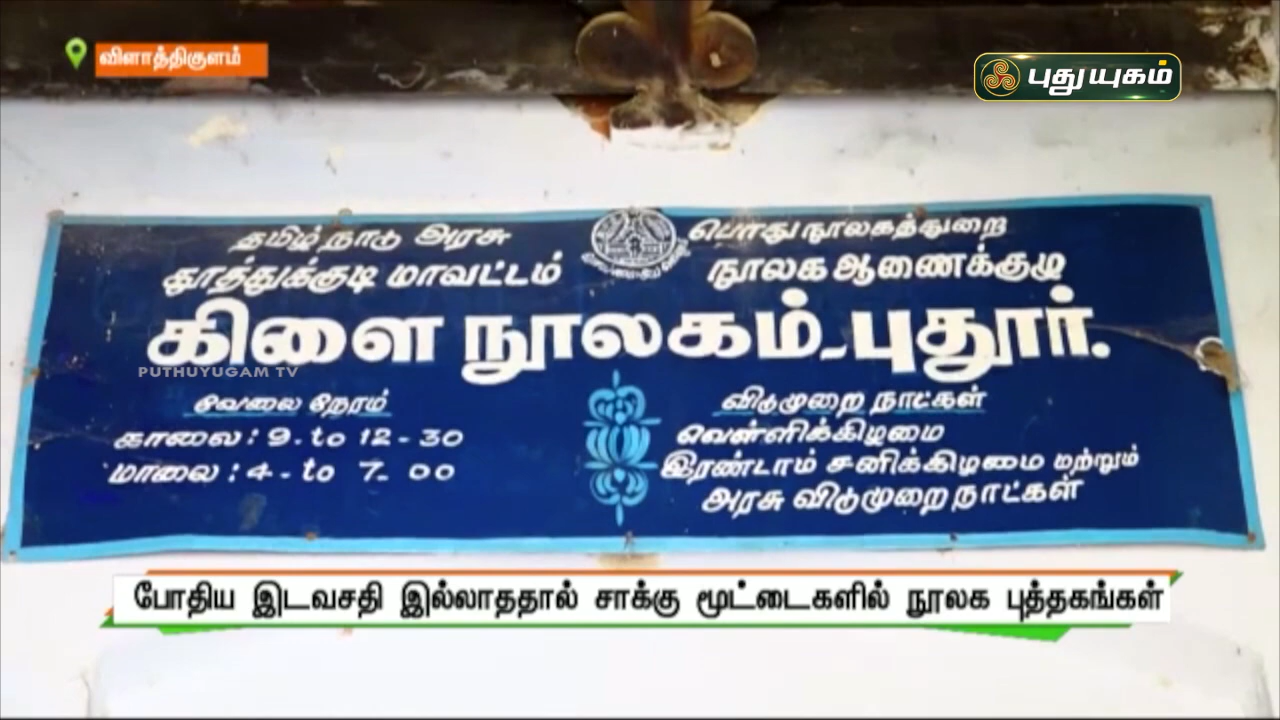 விளாத்திகுளம்
புதுயுகம்
தமிழ்நாடு அரசு
பொதுநூலகத்துறை
தூத்துக்குடி மாவட்டம்
நூலக ஆணைக்குழு
கிளை நூலகம்-புதூர்.
PUTHUYUGAM TV
வேலை நேரம்
காலை : 9. to 12-30
மாலை : 4- to 7-00
விடுமுறை நாட்கள்
வெள்ளிக்கிழமை
இரண்டாம் சனிக்கிழமை மற்றும்
அரசு விடுமுறை நாட்கள்
போதிய இடவசதி இல்லாததால் சாக்கு மூட்டைகளில் நூலக புத்தகங்கள்